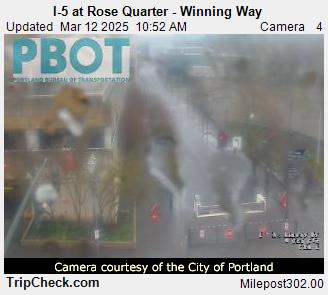 I-5 at Rose Quarter - Winning Way
Updated Mar 12 2025 10:52 AM Camera 4
PBOT
PORTLAND BUREAU OF TRANSPORTATION
Camera courtesy of the City of Portland
TripCheck.com Milepost302.00